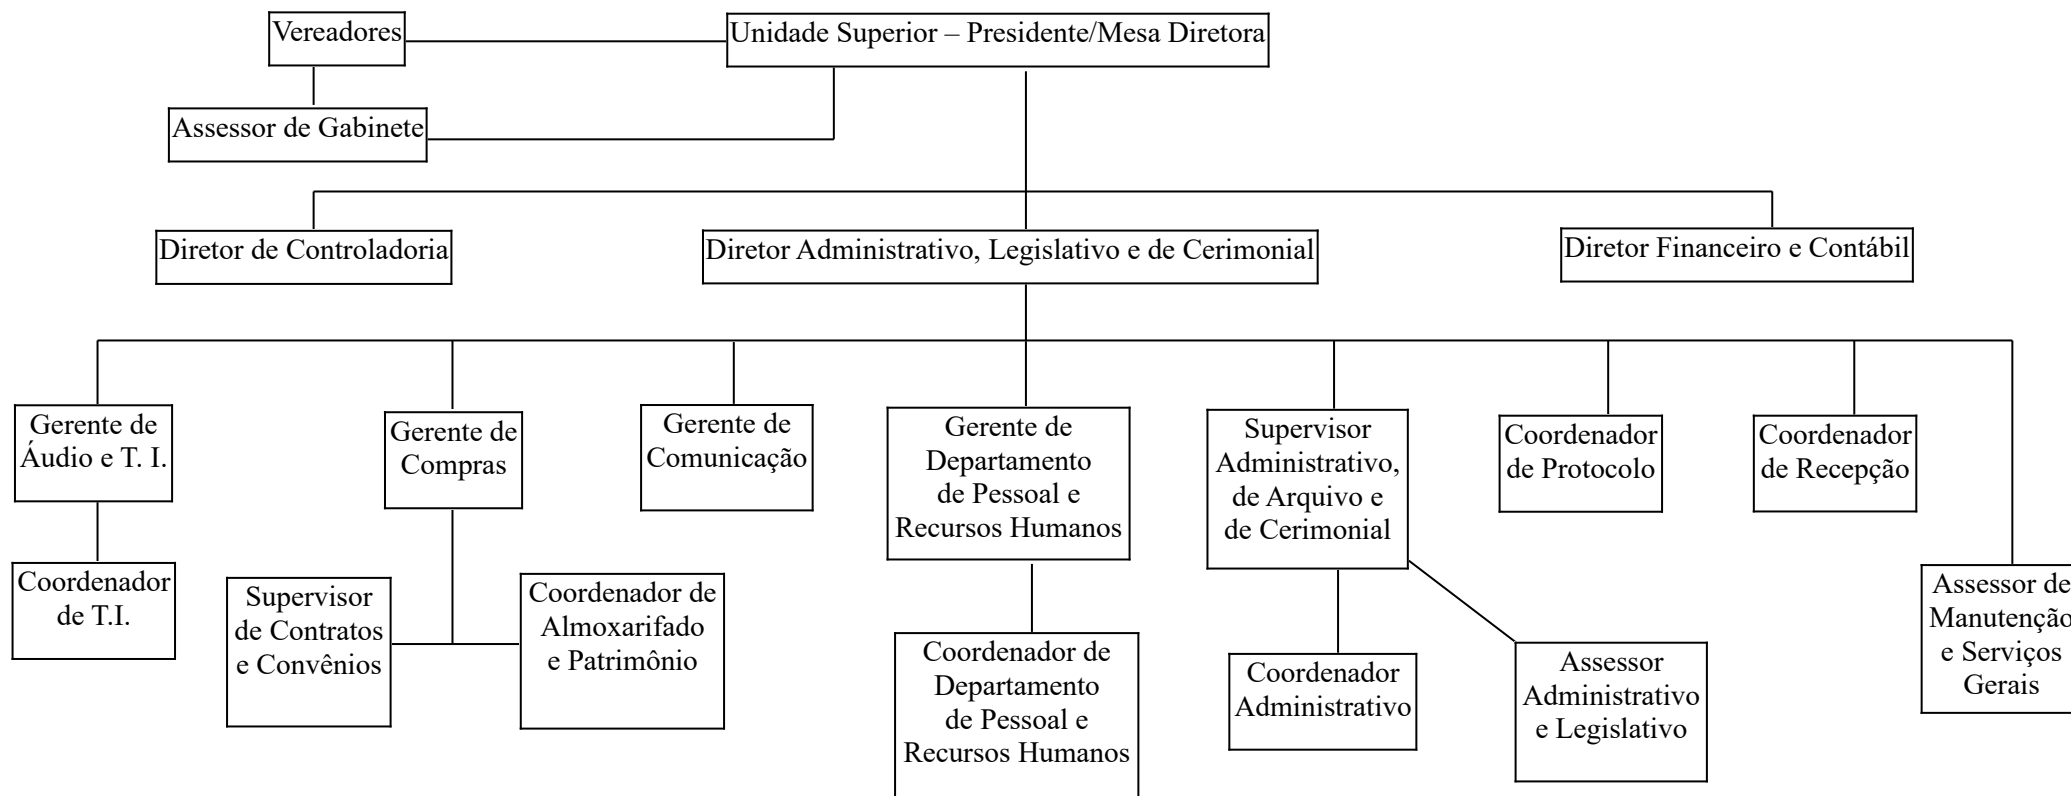 Vereadores
Unidade Superior – Presidente/Mesa Diretora
Assessor de Gabinete
Diretor de Controladoria
Diretor Administrativo, Legislativo e de Cerimonial
Diretor Financeiro e Contábil
Gerente de
Áudio e T. I.
Gerente de
Compras
Gerente de
Comunicação
Gerente de
Departamento
de Pessoal e
Recursos Humanos
Supervisor
Administrativo,
de Arquivo e
de Cerimonial
Coordenador
de Protocolo
Coordenador
de Recepção
Coordenador
de T.I.
Supervisor
de Contratos
e Convênios
Coordenador de
Almoxarifado
e Patrimônio
Coordenador de
Departamento
de Pessoal e
Recursos Humanos
Coordenador
Administrativo
Assessor
Administrativo
e Legislativo
Assessor de
Manutenção
e Serviços
Gerais